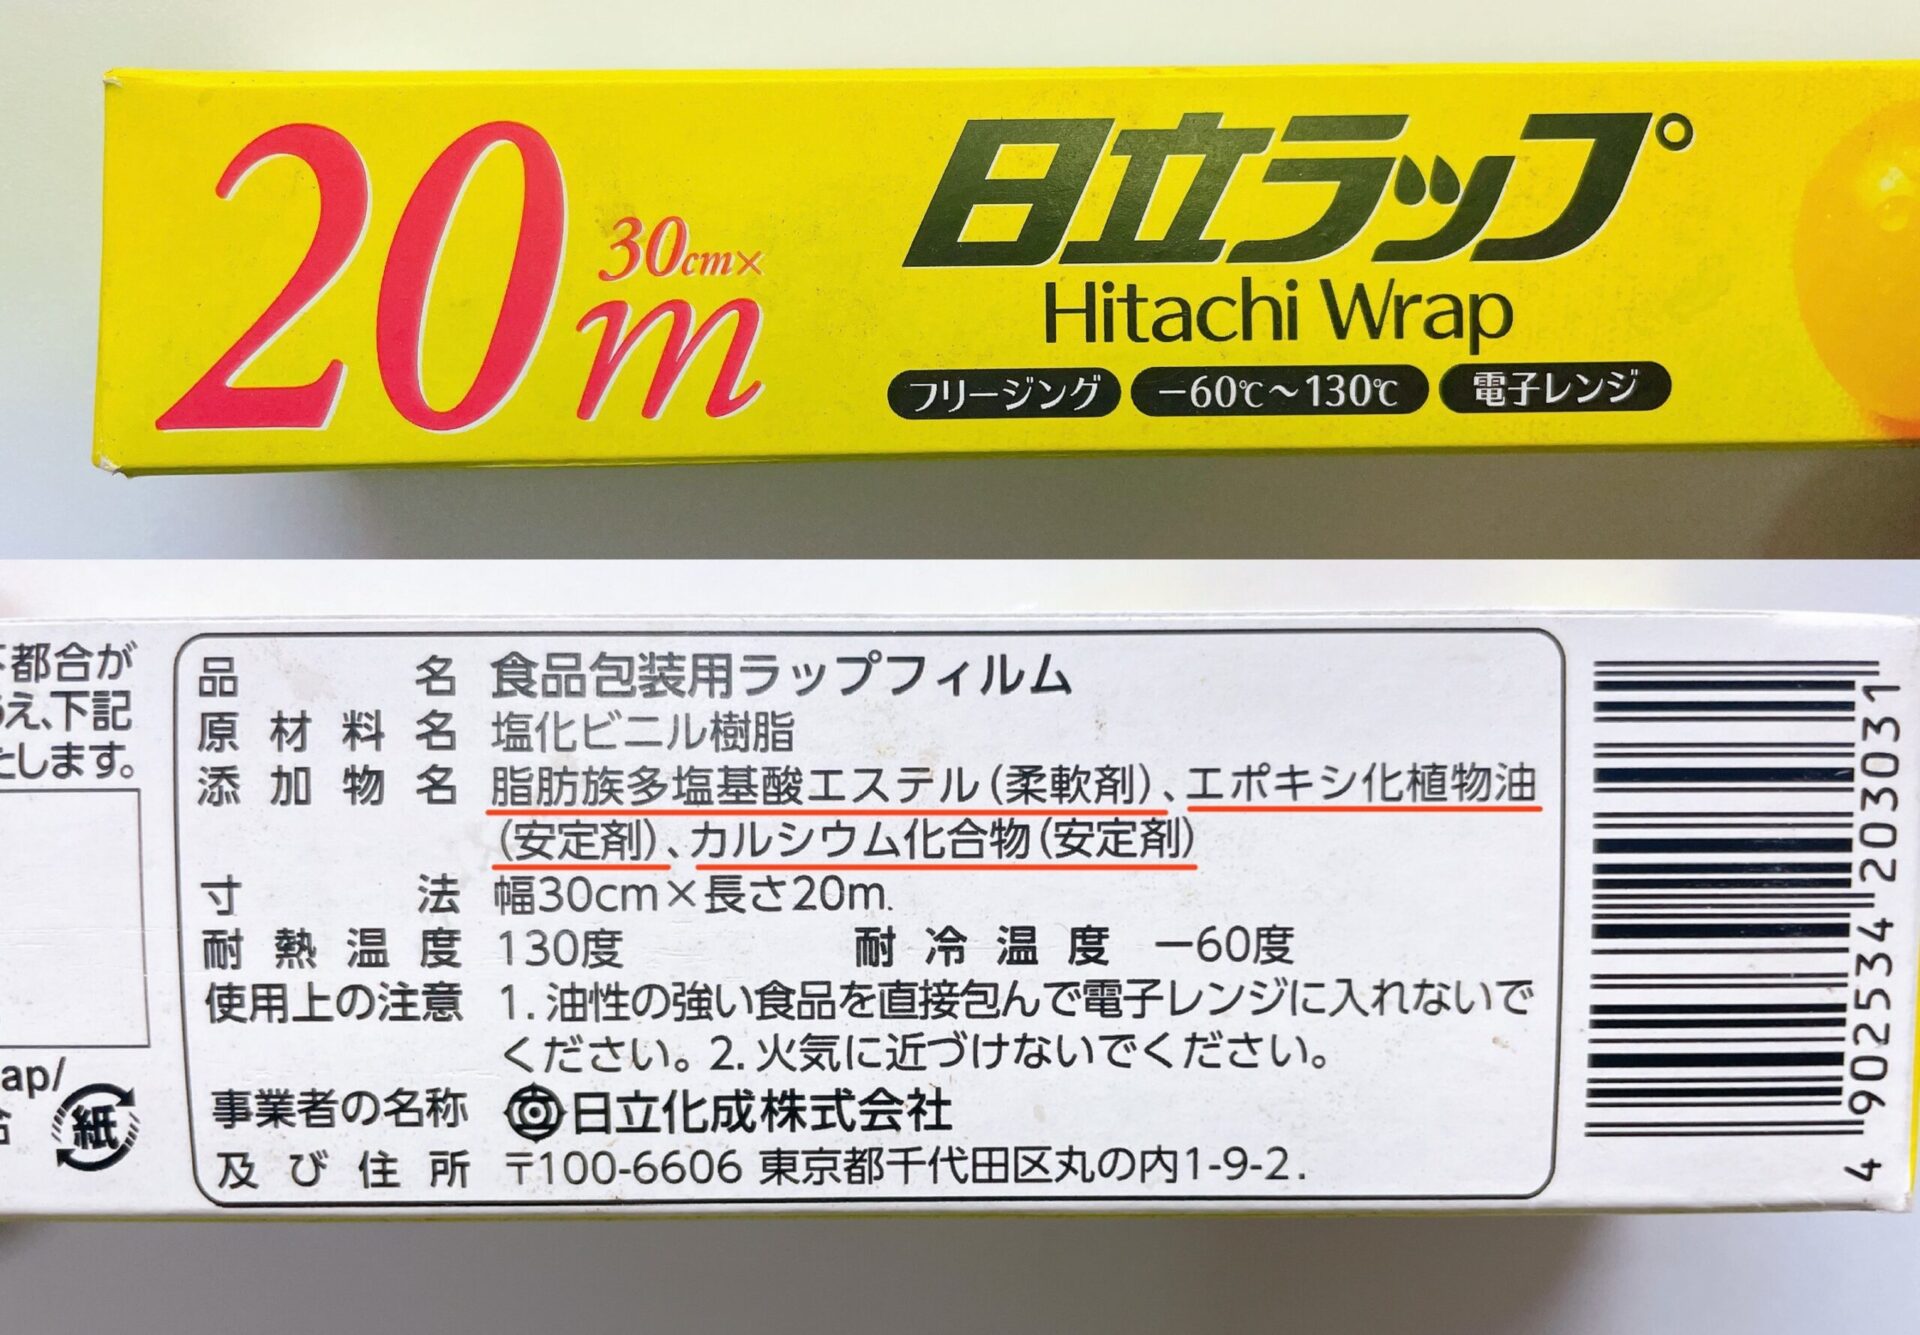 20m
30cm×
日立ラップ
Hitachi Wrap
フリージング －60℃～130℃ 電子レンジ
都合が
え、下記
とします。
ap/
紙
品名 食品包装用ラップフィルム
原材料名 塩化ビニル樹脂
添加物名 脂肪族多塩基酸エステル(柔軟剤)、エポキシ化植物油
(安定剤)、カルシウム化合物(安定剤)
寸法 幅30cm×長さ20m.
耐熱温度 130度 耐冷温度 －60度
使用上の注意 1.油性の強い食品を直接包んで電子レンジに入れないで
ください。2.火気に近づけないでください。
事業者の名称 日立化成株式会社
及び住所 〒100-6606 東京都千代田区丸の内1-9-2.
4 902534 203031